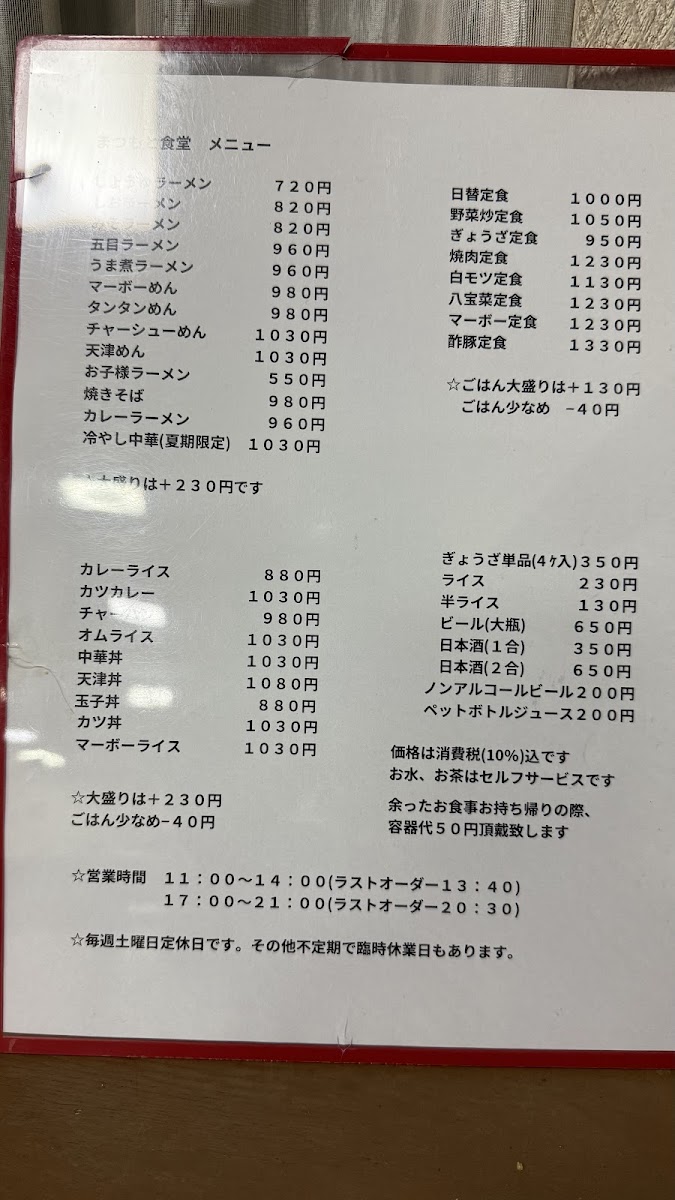 食堂 メニュー
ラーメン 720円
ーメン 820円
ラーメン 820円
五目ラーメン 960円
うま煮ラーメン 960円
マーボーめん 980円
タンタンめん 980円
チャーシューめん 1030円
天津めん 1030円
お子様ラーメン 550円
焼きそば 980円
カレーラーメン 960円
冷やし中華(夏期限定) 1030円
大盛りは＋230円です
カレーライス 880円
カツカレー 1030円
チャー 980円
オムライス 1030円
中華丼 1030円
天津丼 1080円
玉子丼 880円
カツ丼 1030円
マーボーライス 1030円
☆大盛りは＋230円
ごはん少なめ−40円
日替定食 1000円
野菜炒定食 1050円
ぎょうざ定食 950円
焼肉定食 1230円
白モツ定食 1130円
八宝菜定食 1230円
マーボー定食 1230円
酢豚定食 1330円
☆ごはん大盛りは＋130円
ごはん少なめ −40円
ぎょうざ単品(4ヶ入)350円
ライス 230円
半ライス 130円
ビール(大瓶) 650円
日本酒(1合) 350円
日本酒(2合) 650円
ノンアルコールビール200円
ペットボトルジュース200円
価格は消費税(10%)込です
お水、お茶はセルフサービスです
余ったお食事お持ち帰りの際、
容器代50円頂戴致します
☆営業時間 11：00〜14：00(ラストオーダー13：40)
17：00〜21：00(ラストオーダー20：30)
☆毎週土曜日定休日です。その他不定期で臨時休業日もあります。